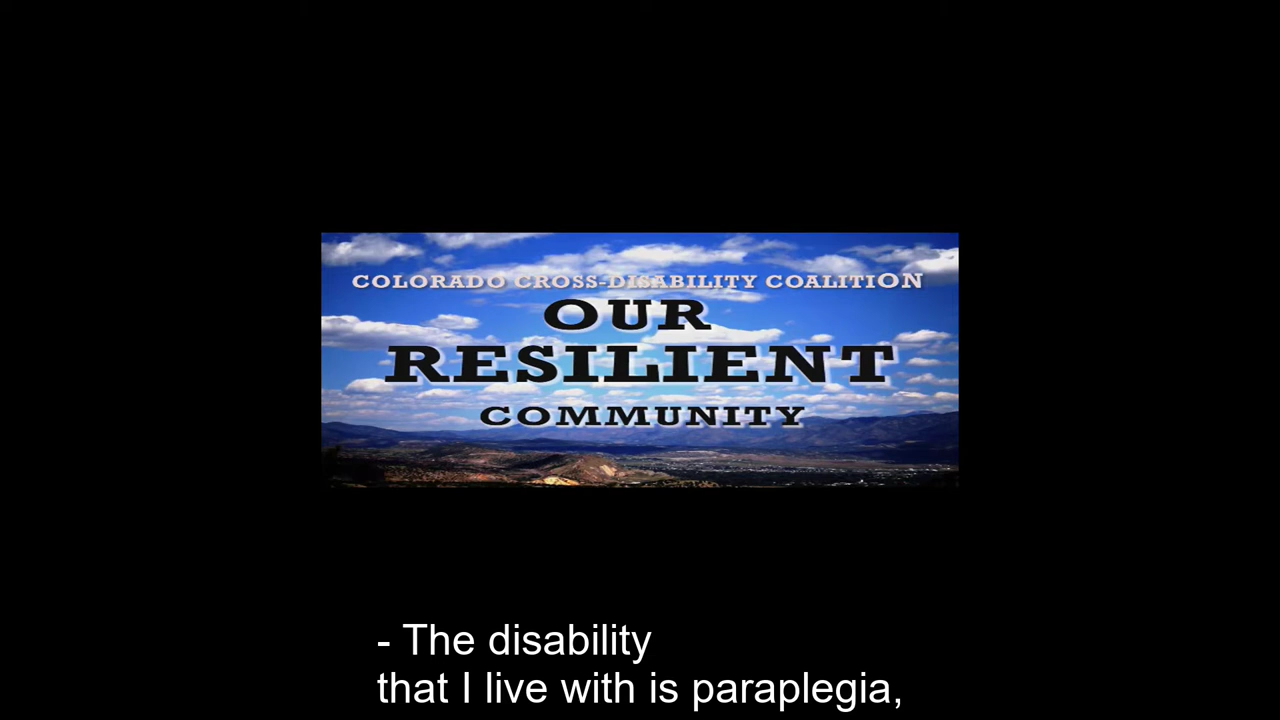 COLORADO CROSS-DISABILITY COALITION
OUR
RESILIENT
COMMUNITY
- The disability
that I live with is paraplegia,